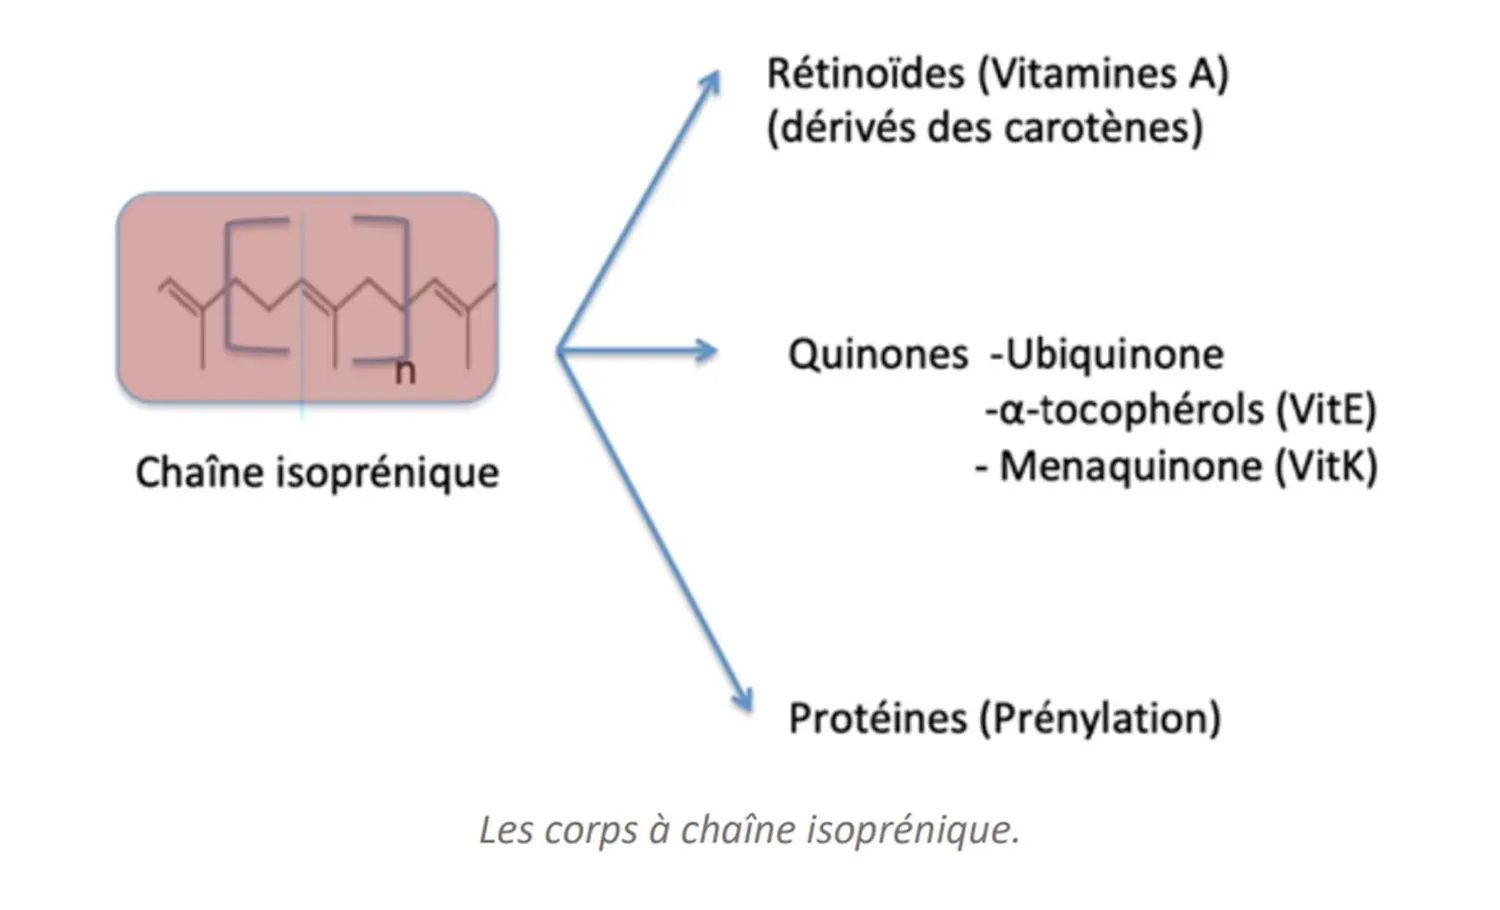 Rétinoïdes (Vitamines A)
(dérivés des carotènes)
n
Chaîne isoprénique
Quinones -Ubiquinone
-α-tocophérols (VitE)
- Menaquinone (VitK)
Protéines (Prénylation)
Les corps à chaîne isoprénique.